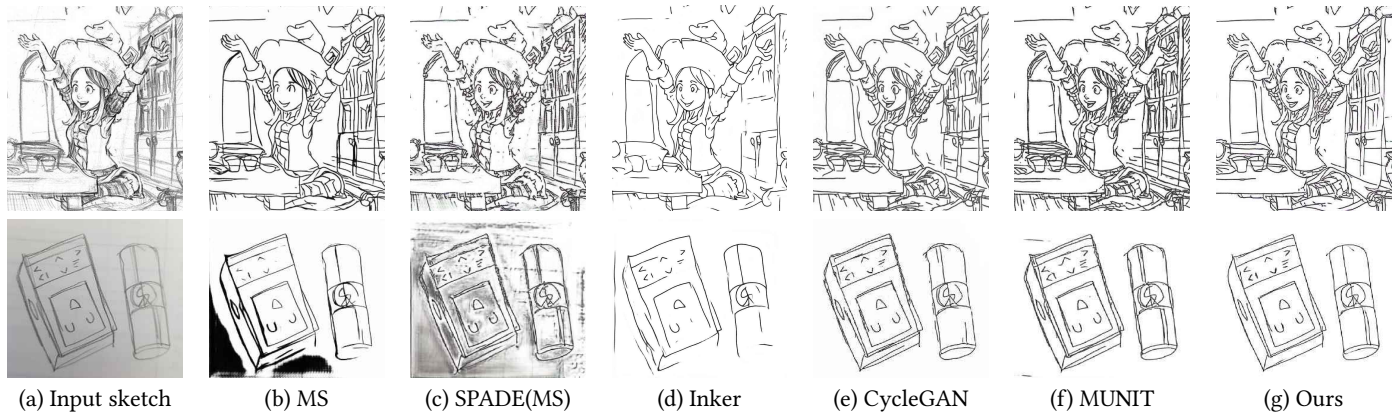 (a) Input sketch
(b) MS
(c) SPADE(MS)
(d) Inker
(e) CycleGAN
(f) MUNIT
(g) Ours